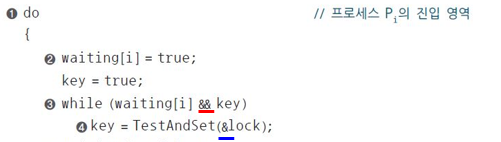 ❶ do // 프로세스 Pi의 진입 영역
{
❷ waiting[i] = true;
key = true;
❸ while (waiting[i] && key)
❹ key = TestAndSet(&lock);